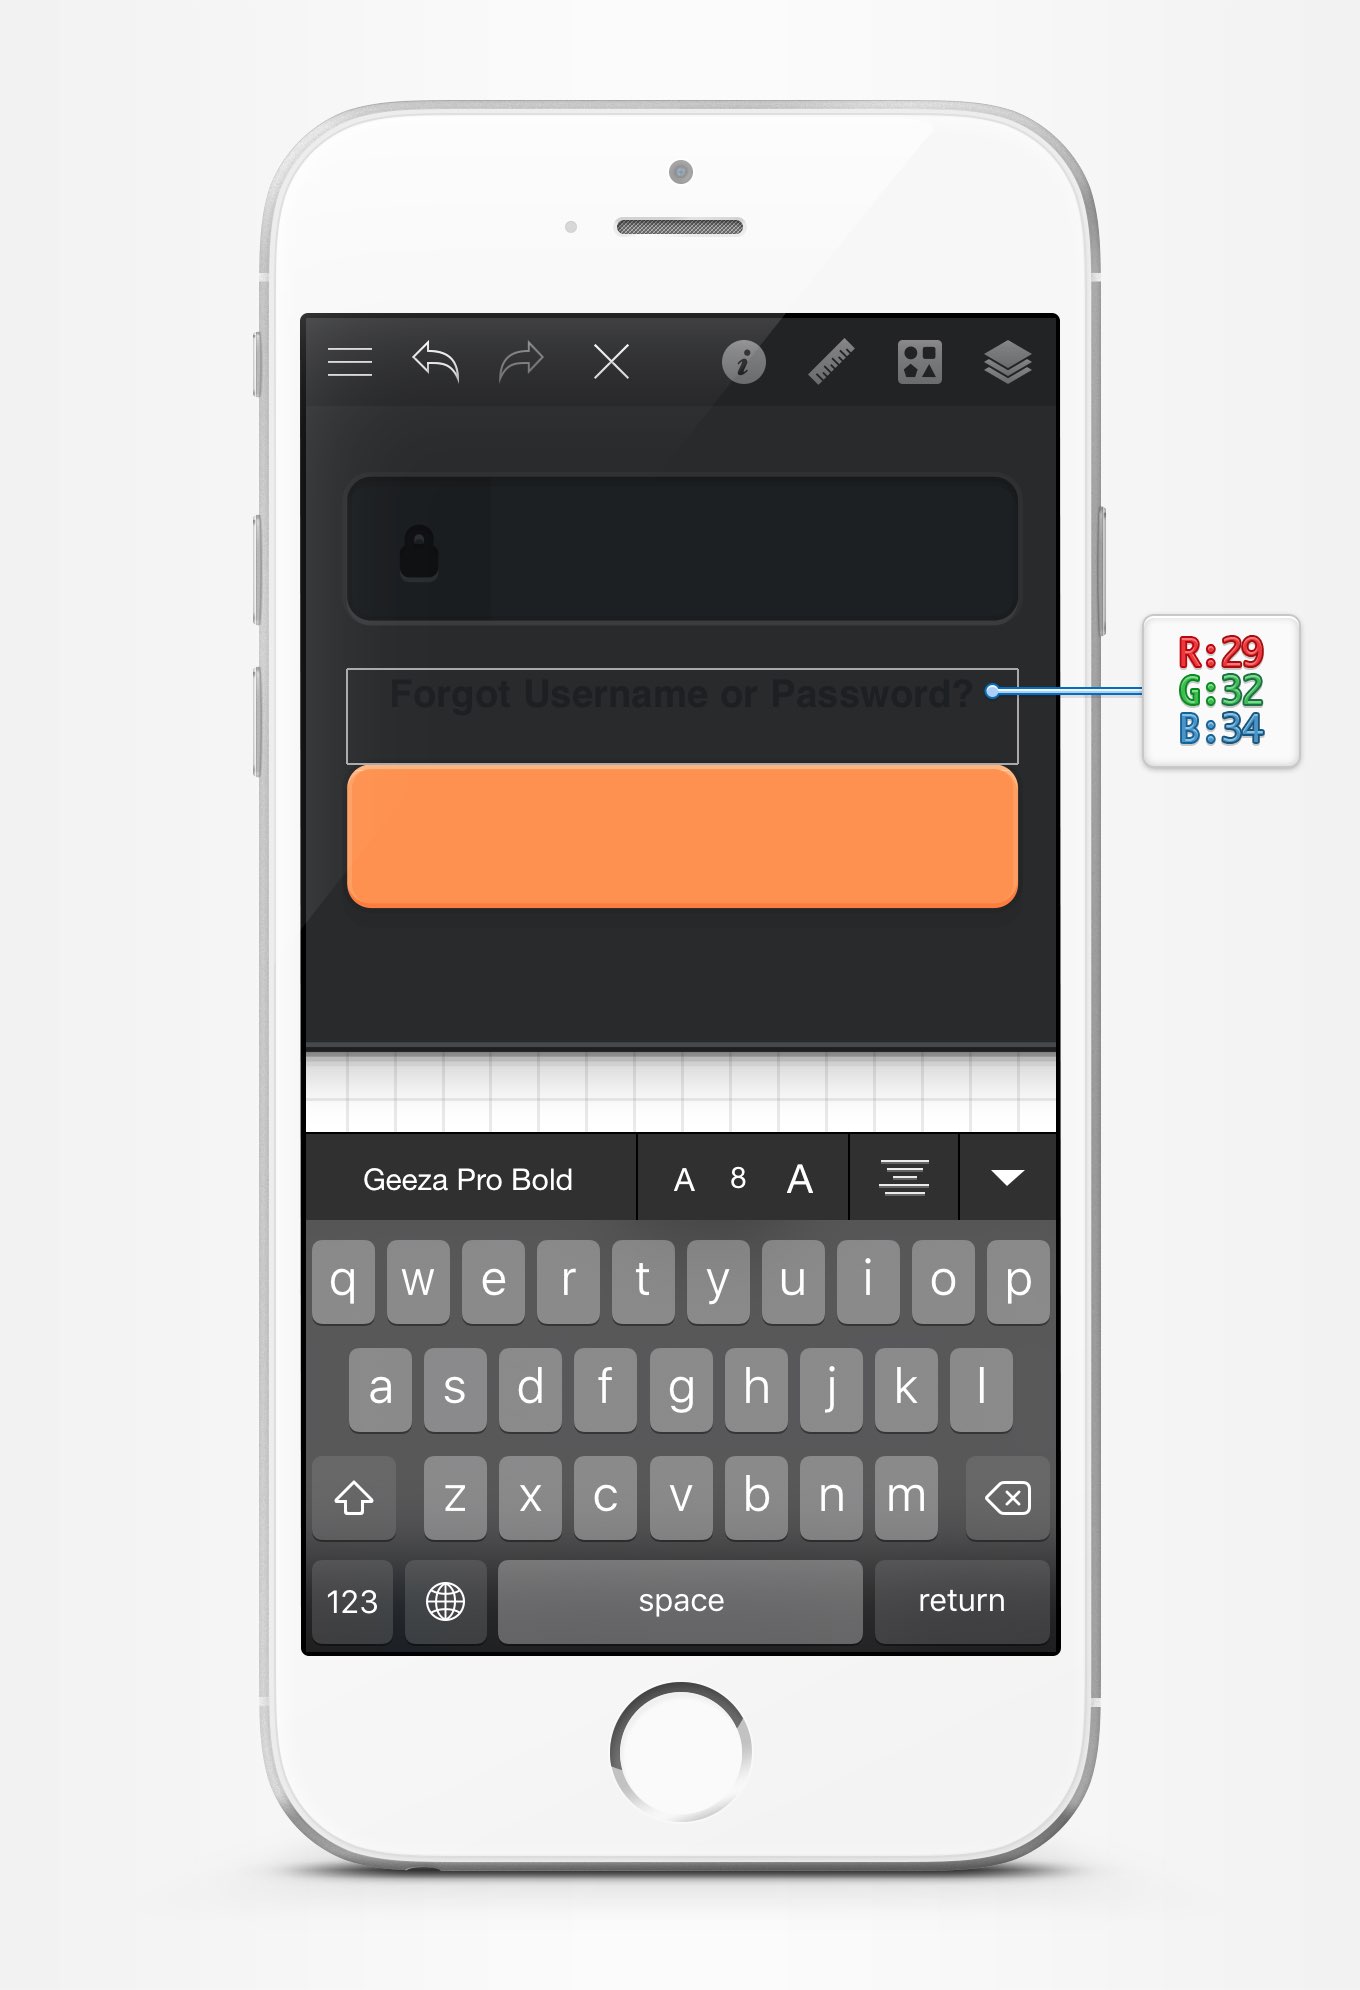 R:29
G:32
B:34
Forgot Username or Password?
Geeza Pro Bold A 8 A
q w e r t y u i o p
a s d f g h j k l
z x c v b n m
123 space return